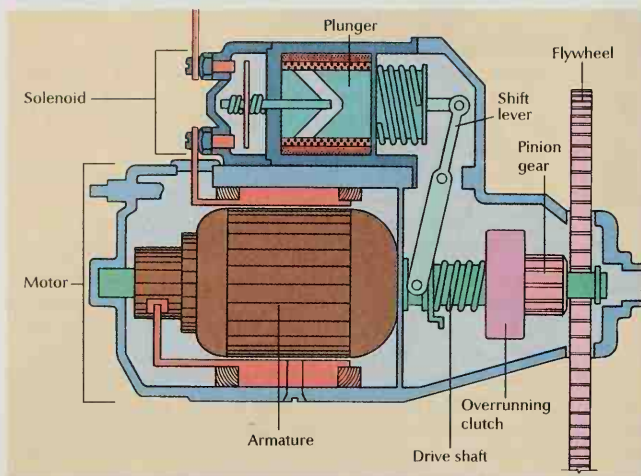 Plunger
Flywheel
Solenoid
Shift
lever
Pinion
gear
Motor
Armature
Overrunning
clutch
Drive shaft